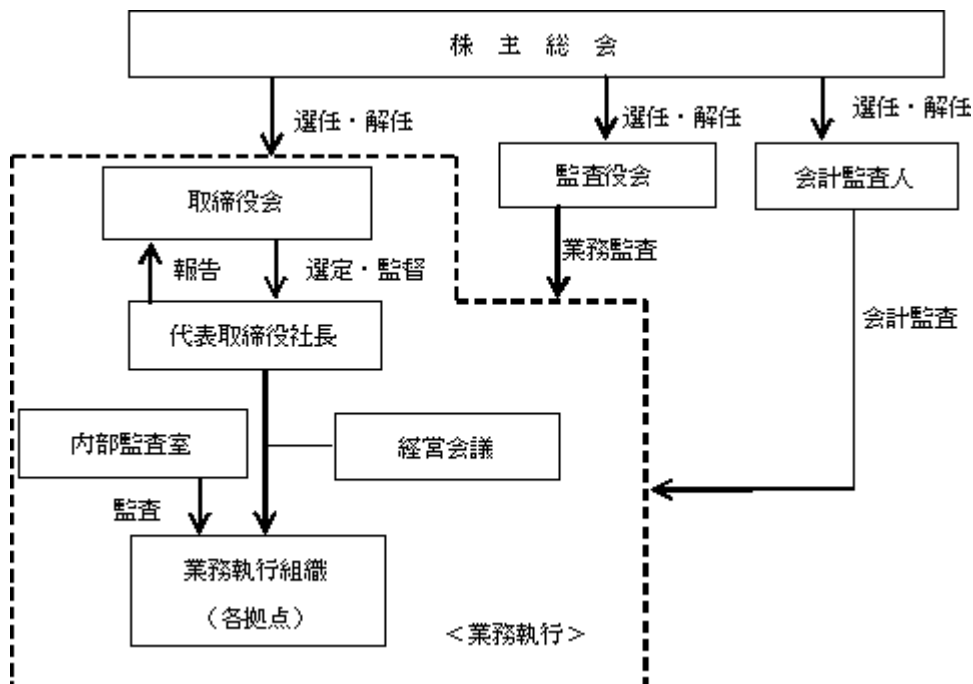 株 主 総 会
選任・解任
選任・解任
選任・解任
取締役会
監査役会
会計監査人
報告
選定・監督
業務監査
代表取締役社長
会計監査
内部監査室
経営会議
監査
業務執行組織
（各拠点）
＜業務執行＞